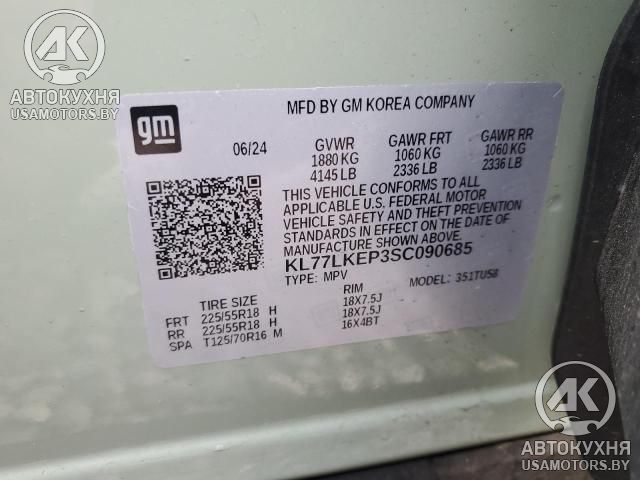 AK
АВТОКУХНЯ
USAMOTORS.BY
gm
MFD BY GM KOREA COMPANY
06/24 GVWR GAWR FRT GAWR RR
1880 KG 1060 KG 1060 KG
4145 LB 2336 LB 2336 LB
THIS VEHICLE CONFORMS TO ALL
APPLICABLE U.S. FEDERAL MOTOR
VEHICLE SAFETY AND THEFT PREVENTION
STANDARDS IN EFFECT ON THE DATE OF
MANUFACTURE SHOWN ABOVE.
KL77LKEP3SC090685
TYPE: MPV MODEL: 351TUS8
TIRE SIZE RIM
FRT 225/55R18 H 18X7.5J
RR 225/55R18 H 18X7.5J
SPA T125/70R16 M 16X4BT
AK
АВТОКУХНЯ
USAMOTORS.BY